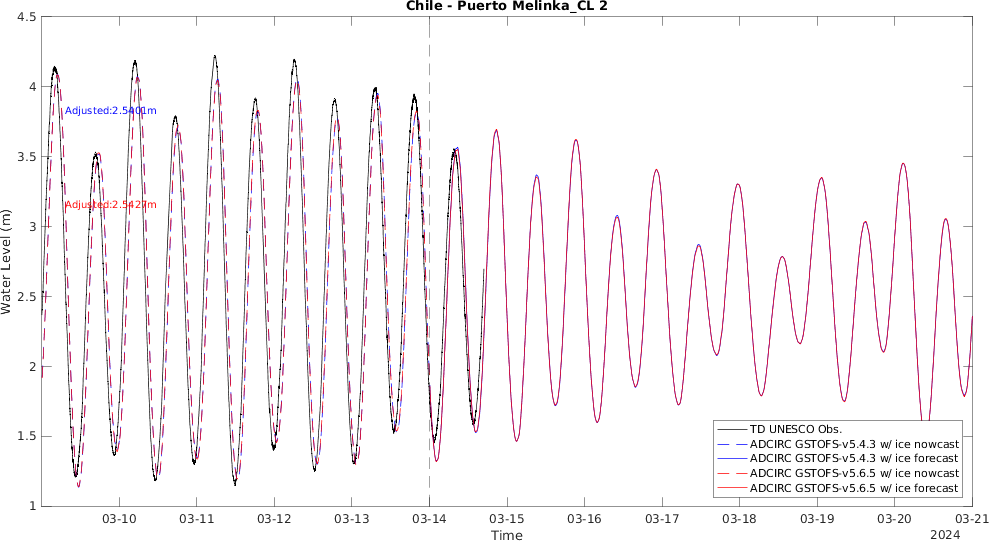 Chile - Puerto Melinka_CL 2
4.5
4
3.5
3
2.5
2
1.5
1
Water Level (m)
Adjusted:2.5401m
Adjusted:2.5427m
TD UNESCO Obs.
ADCIRC GSTOFS-v5.4.3 w/ ice nowcast
ADCIRC GSTOFS-v5.4.3 w/ ice forecast
ADCIRC GSTOFS-v5.6.5 w/ ice nowcast
ADCIRC GSTOFS-v5.6.5 w/ ice forecast
03-10 03-11 03-12 03-13 03-14 03-15 03-16 03-17 03-18 03-19 03-20 03-21
Time
2024